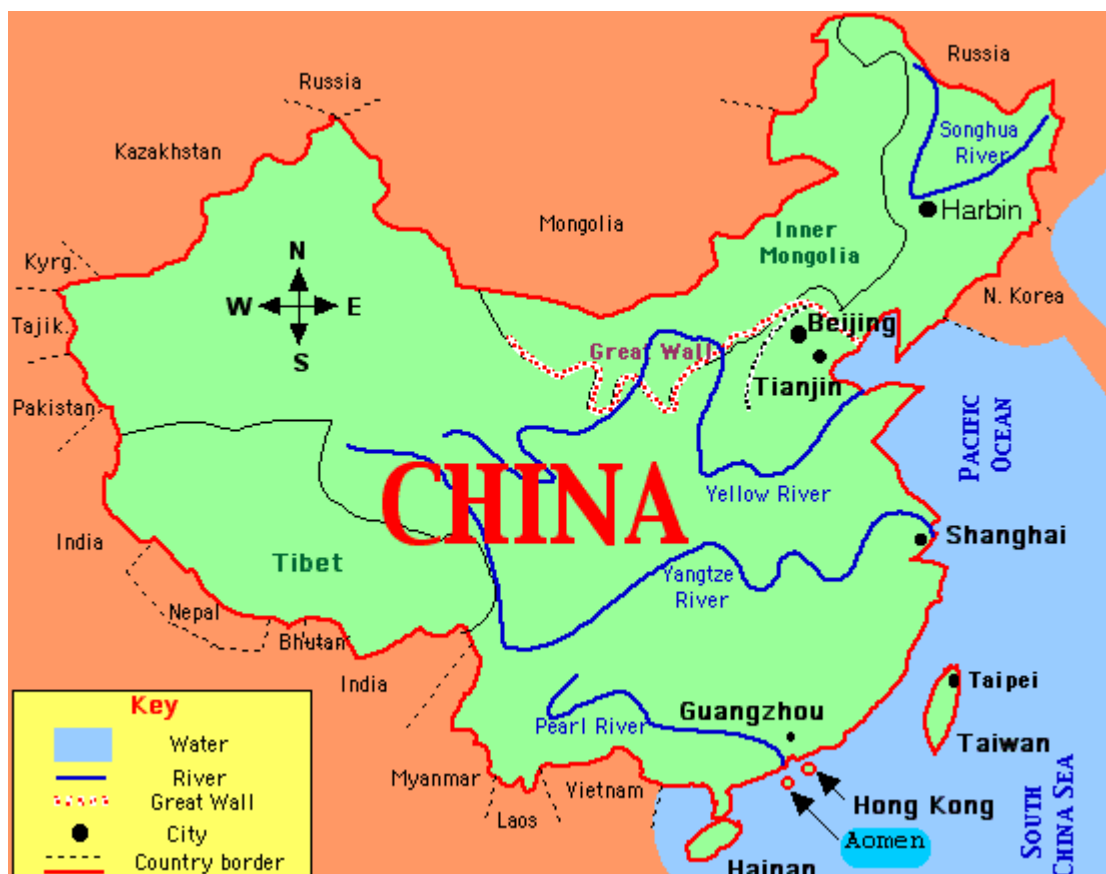 Russia
Russia
Kazakhstan
Songhua
River
Harbin
Mongolia
Inner
Mongolia
Kyrg.
N
W E
S
Tajik.
N. Korea
Beijing
Great Wall
Tianjin
Pakistan
PACIFIC
OCEAN
CHINA
Yellow River
India
Shanghai
Tibet
Yangtze
River
Nepal
Bhutan
India
Taipei
Key
Guangzhou
Pearl River
Taiwan
Water
River
Myanmar
Vietnam
Great Wall
Hong Kong
Laos
City
Aomen
SOUTH
CHINA SEA
Country border
Hainan